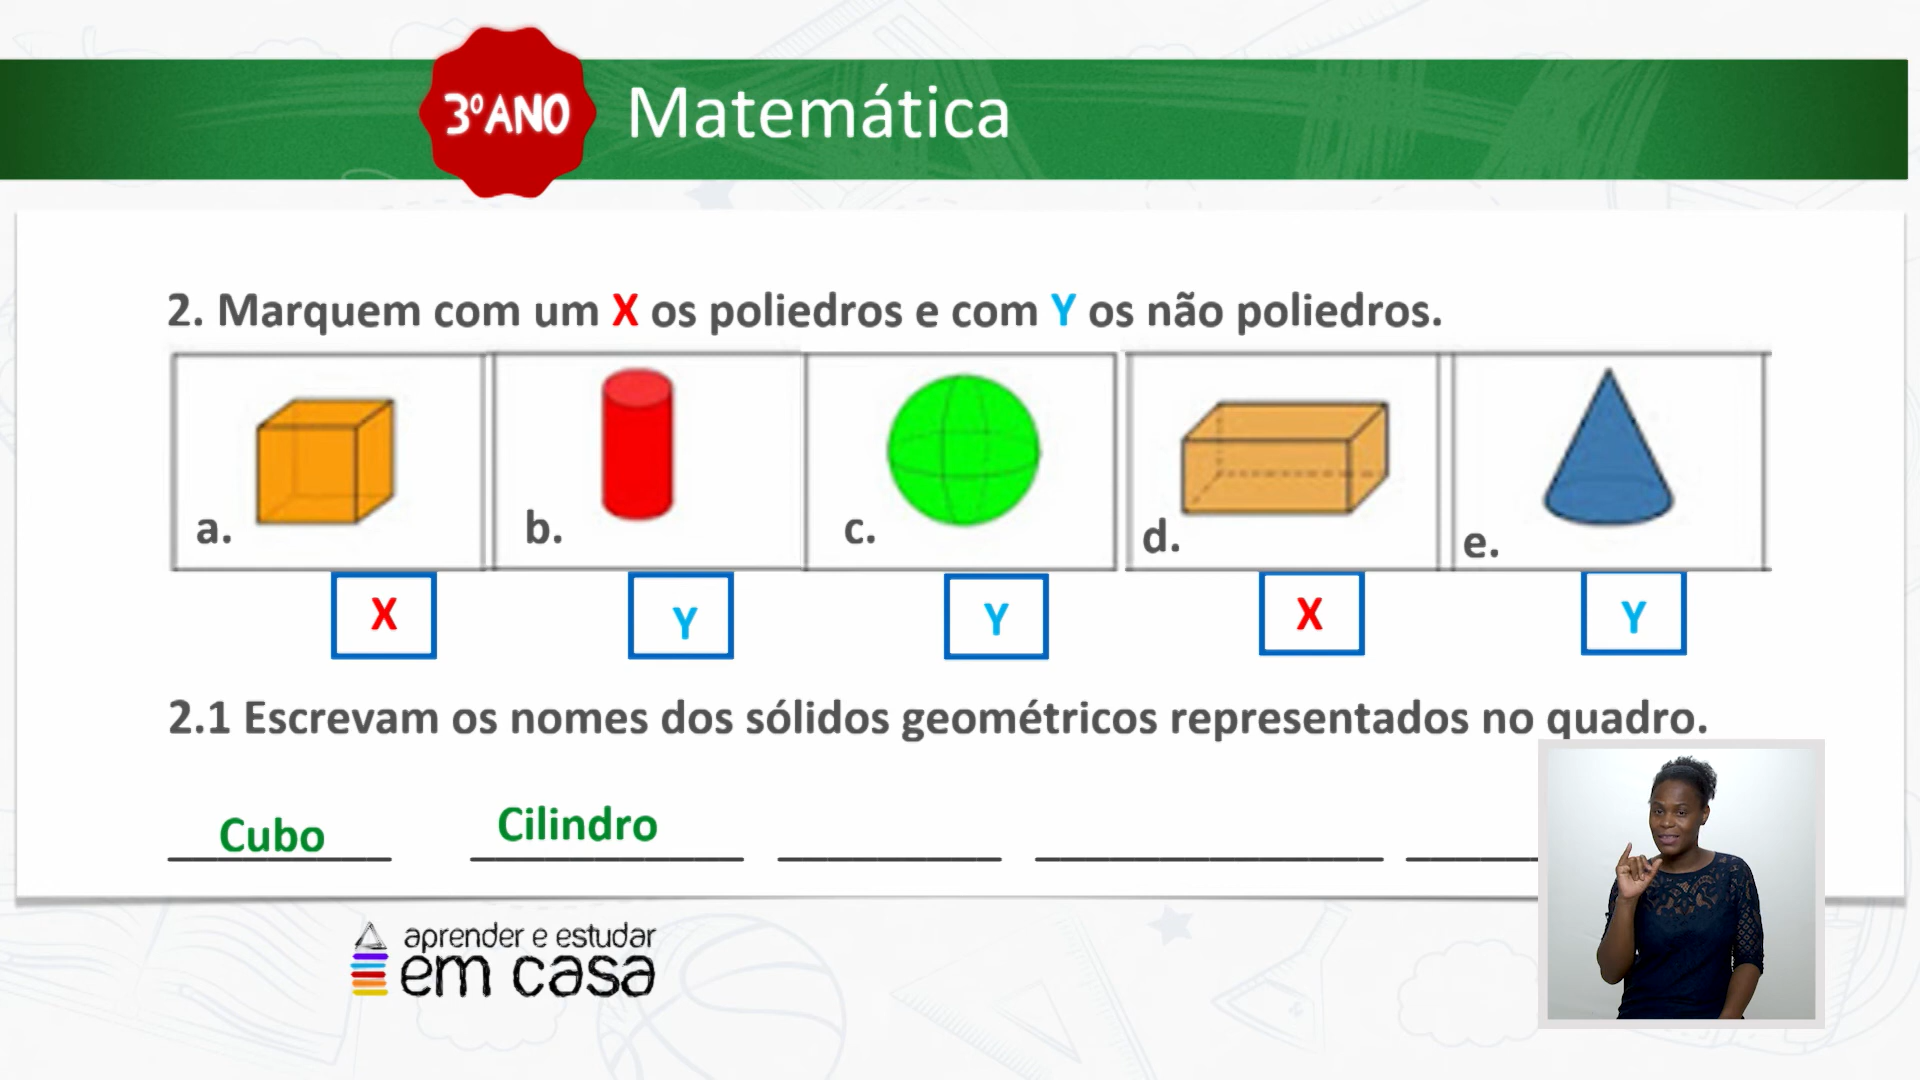 3ºANO Matemática
2. Marquem com um X os poliedros e com Y os não poliedros.
a. b. c. d. e.
X Y Y X Y
2.1 Escrevam os nomes dos sólidos geométricos representados no quadro.
Cubo Cilindro
aprender e estudar
em casa